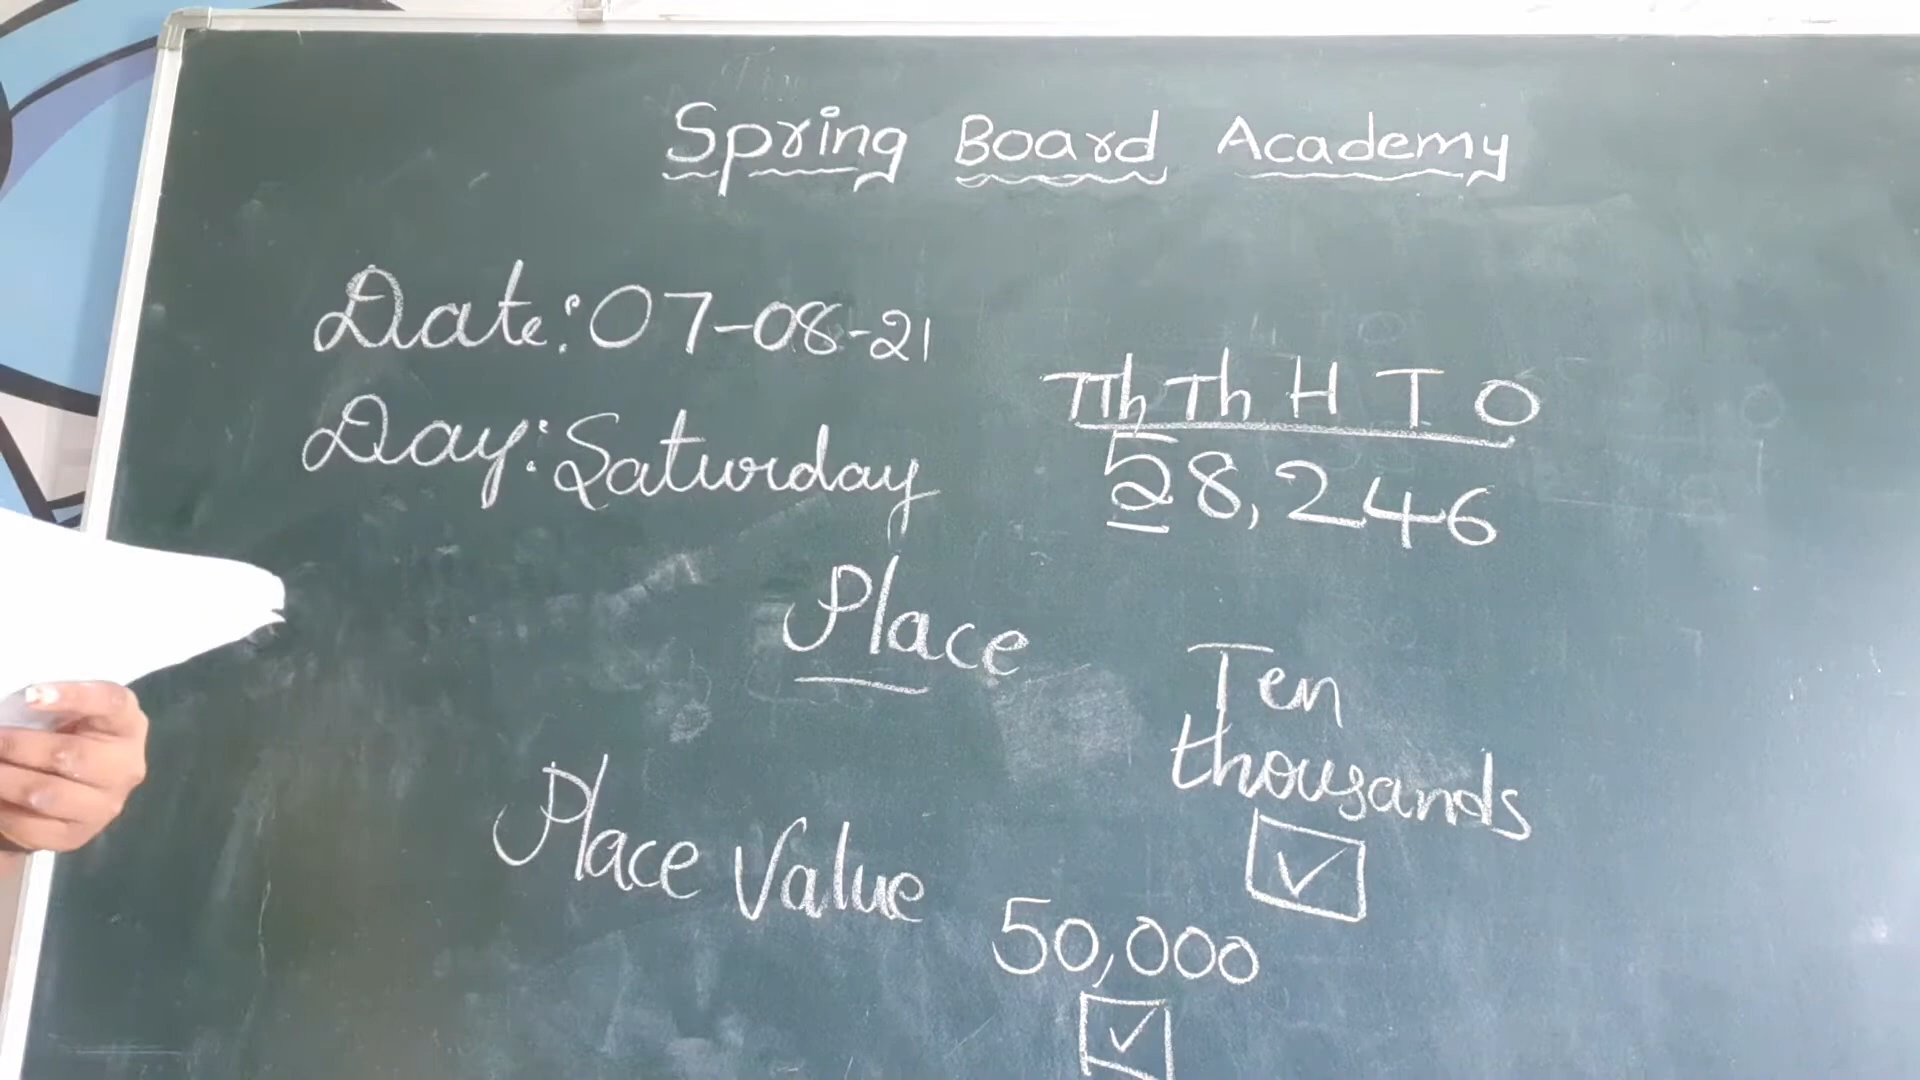 Spring Board Academy
Date: 07-08-21
Day: Saturday
TTh Th H T O
58,246
Place
Ten
thousands
Place Value
50,000